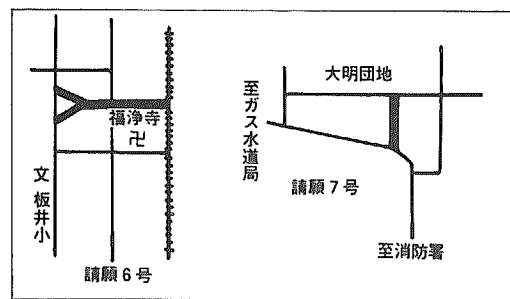 福浄寺
卍
文 板井小
請願6号
大明団地
至ガス水道局
請願7号
至消防署